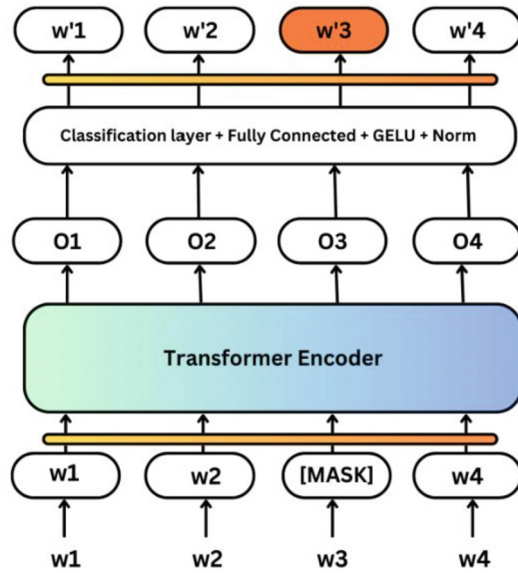 w'1 w'2 w'3 w'4
Classification layer + Fully Connected + GELU + Norm
O1 O2 O3 O4
Transformer Encoder
w1 w2 [MASK] w4
w1 w2 w3 w4